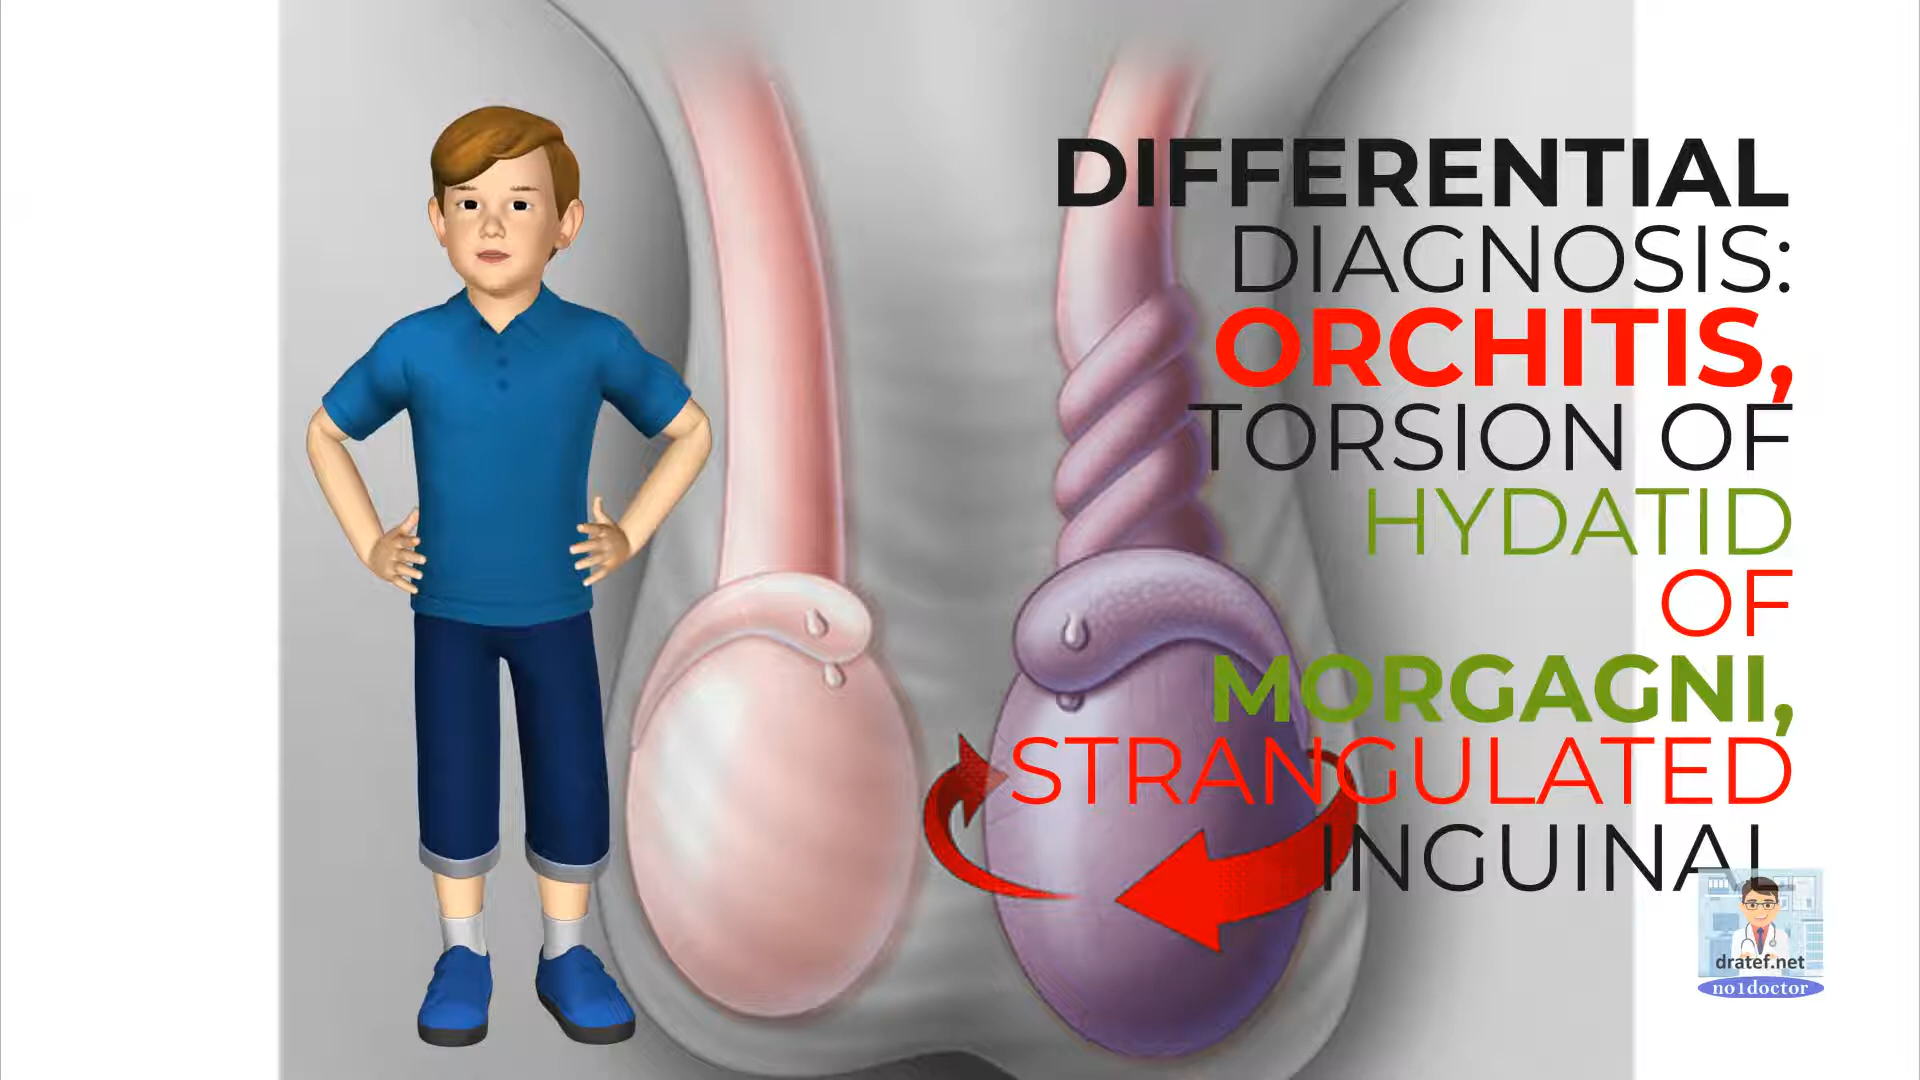 DIFFERENTIAL
DIAGNOSIS:
ORCHITIS,
TORSION OF
HYDATID
OF
MORGAGNI,
STRANGULATED
INGUINAL
dratef.net
no1doctor